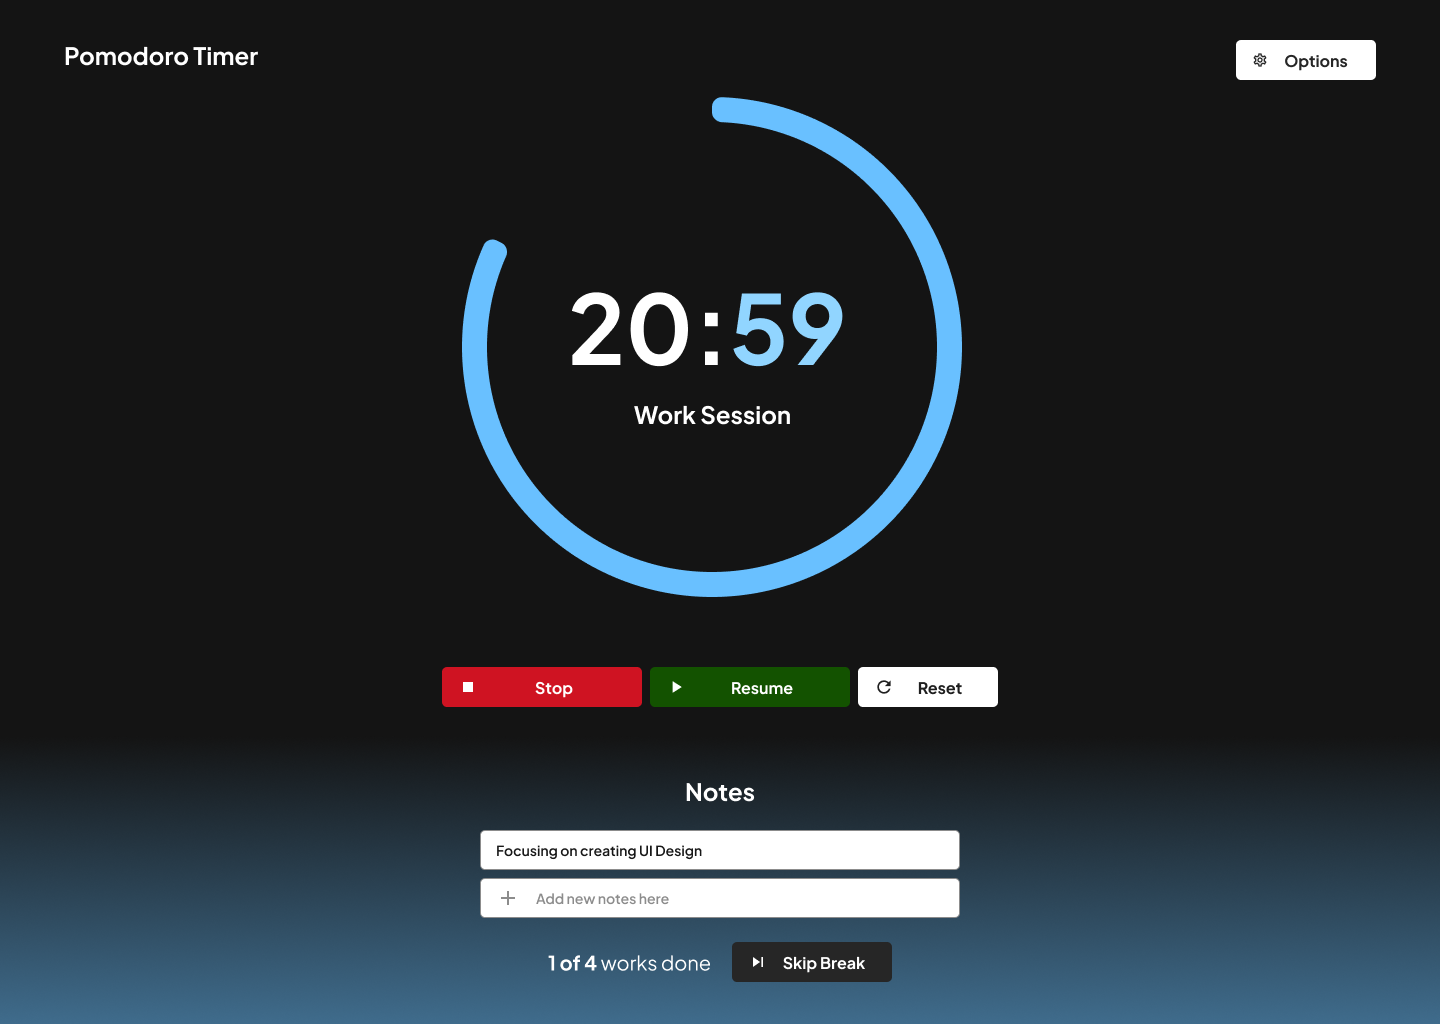 Pomodoro Timer
Options
20:59
Work Session
Stop
Resume
Reset
Notes
Focusing on creating UI Design
Add new notes here
1 of 4 works done
Skip Break